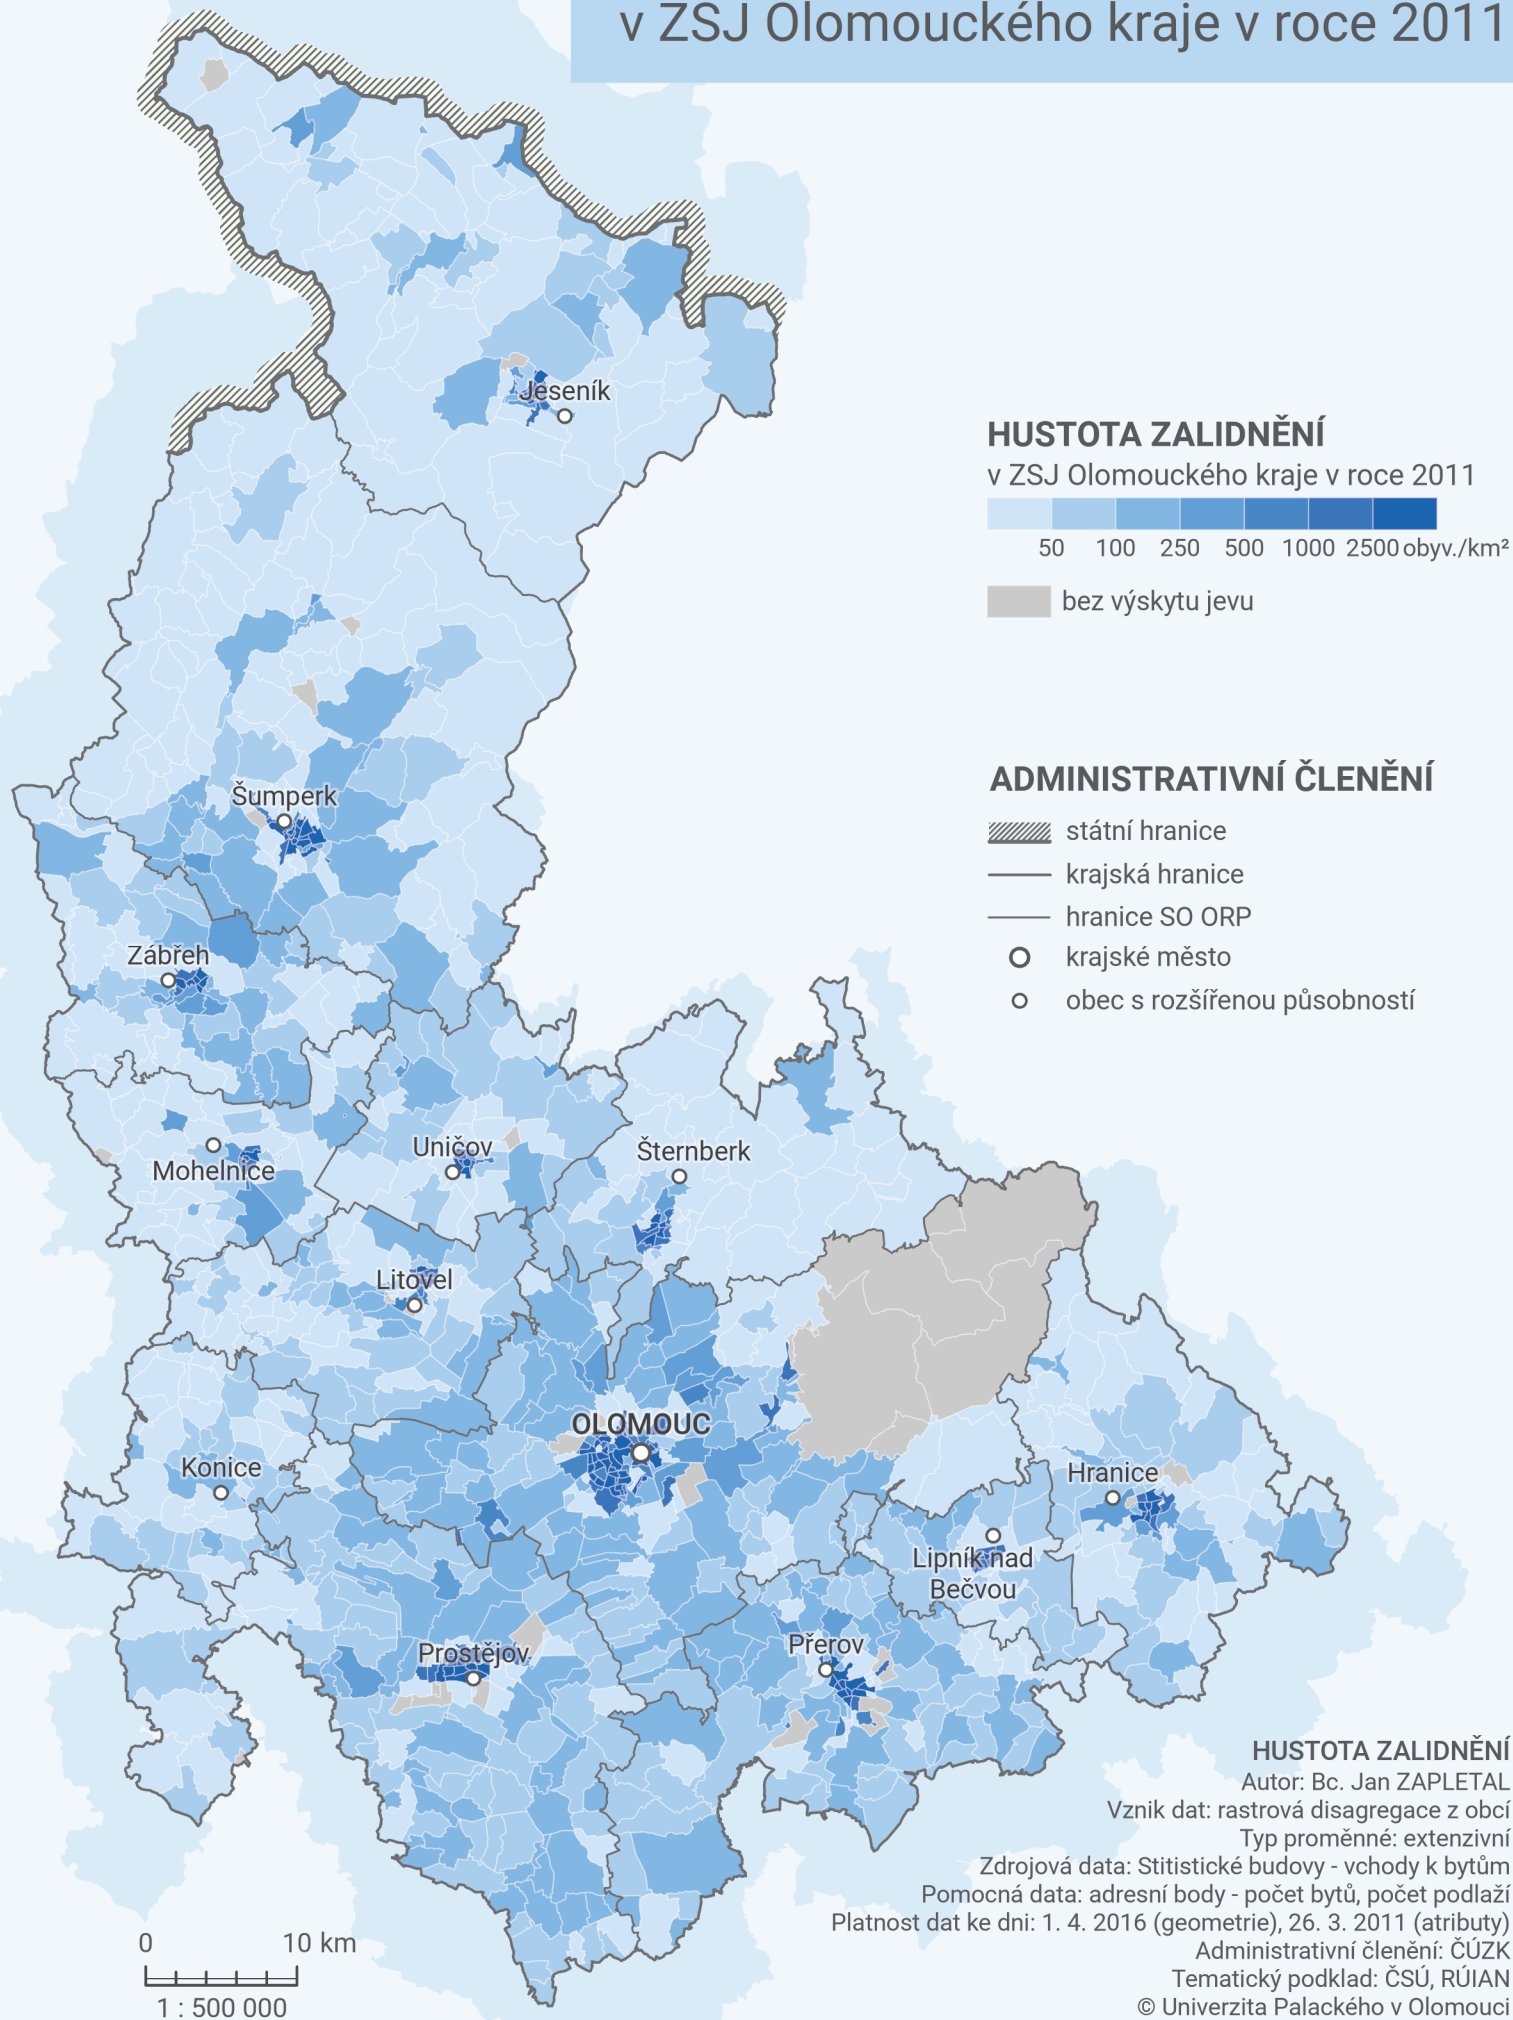 v ZSJ Olomouckého kraje v roce 2011
Jeseník
HUSTOTA ZALIDNĚNÍ
v ZSJ Olomouckého kraje v roce 2011
50 100 250 500 1000 2500 obyv./km²
bez výskytu jevu
ADMINISTRATIVNÍ ČLENĚNÍ
státní hranice
krajská hranice
hranice SO ORP
krajské město
obec s rozšířenou působností
Šumperk
Zábřeh
Uničov
Šternberk
Mohelnice
Litovel
OLOMOUC
Konice
Hranice
Lipník nad
Bečvou
Přerov
Prostějov
HUSTOTA ZALIDNĚNÍ
Autor: Bc. Jan ZAPLETAL
Vznik dat: rastrová disagregace z obcí
Typ proměnné: extenzivní
Zdrojová data: Stitistické budovy - vchody k bytům
Pomocná data: adresní body - počet bytů, počet podlaží
Platnost dat ke dni: 1. 4. 2016 (geometrie), 26. 3. 2011 (atributy)
Administrativní členění: ČÚZK
Tematický podklad: ČSÚ, RÚIAN
© Univerzita Palackého v Olomouci
0 10 km
1 : 500 000